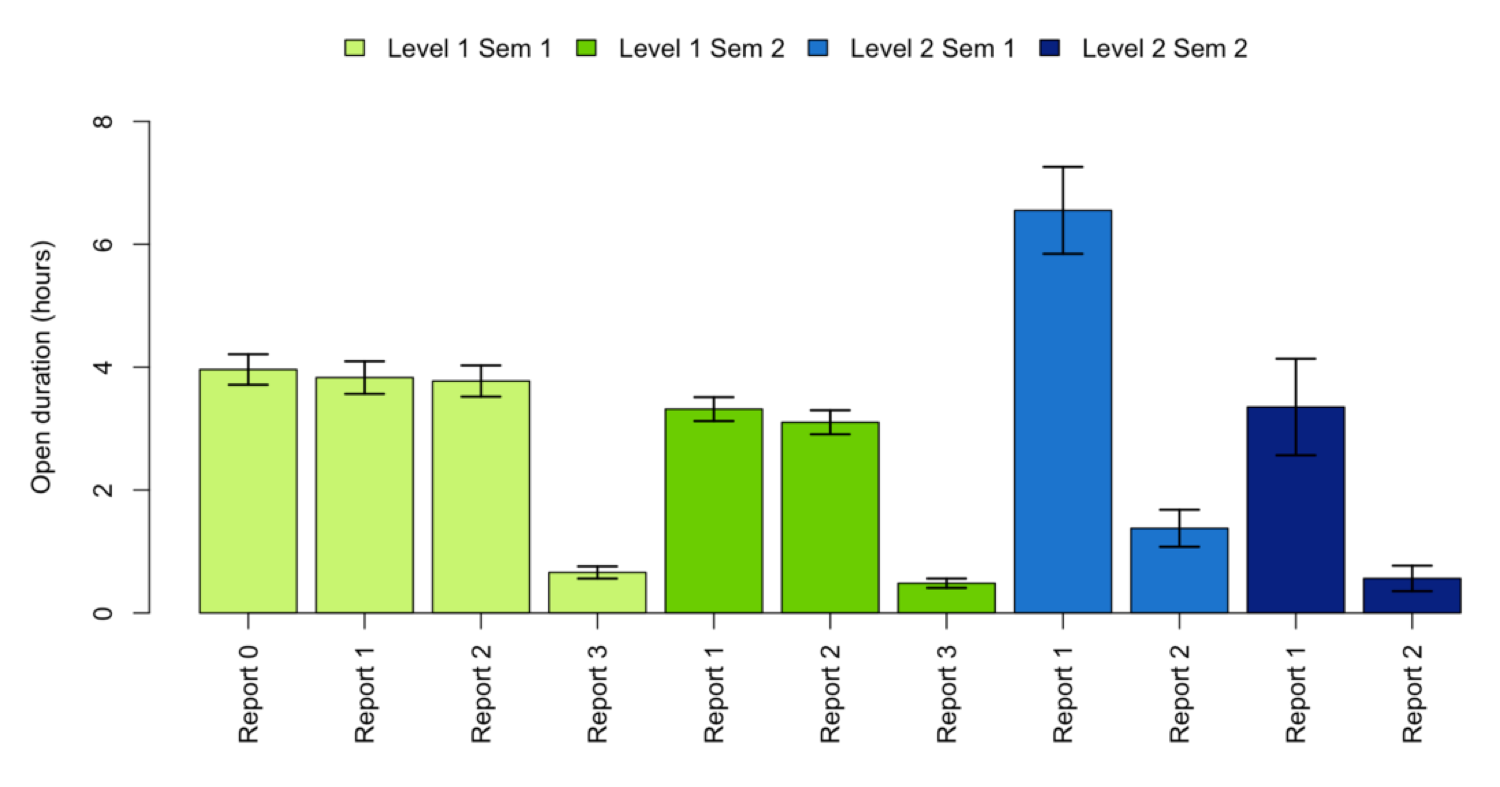 Level 1 Sem 1 Level 1 Sem 2 Level 2 Sem 1 Level 2 Sem 2
Open duration (hours)
8
6
4
2
0
Report 0
Report 1
Report 2
Report 3
Report 1
Report 2
Report 3
Report 1
Report 2
Report 1
Report 2